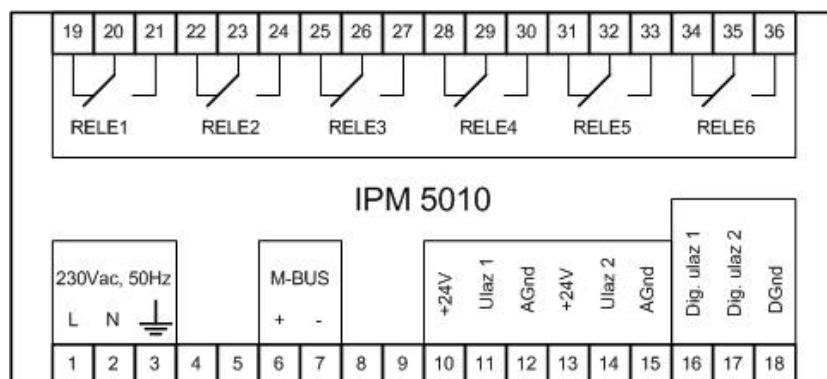 19 20 21 22 23 24 25 26 27 28 29 30 31 32 33 34 35 36
RELE1 RELE2 RELE3 RELE4 RELE5 RELE6
IPM 5010
230Vac, 50Hz M-BUS +24V Ulaz 1 AGnd +24V Ulaz 2 AGnd Dig. ulaz 1 Dig. ulaz 2 DGnd
L N + -
1 2 3 4 5 6 7 8 9 10 11 12 13 14 15 16 17 18